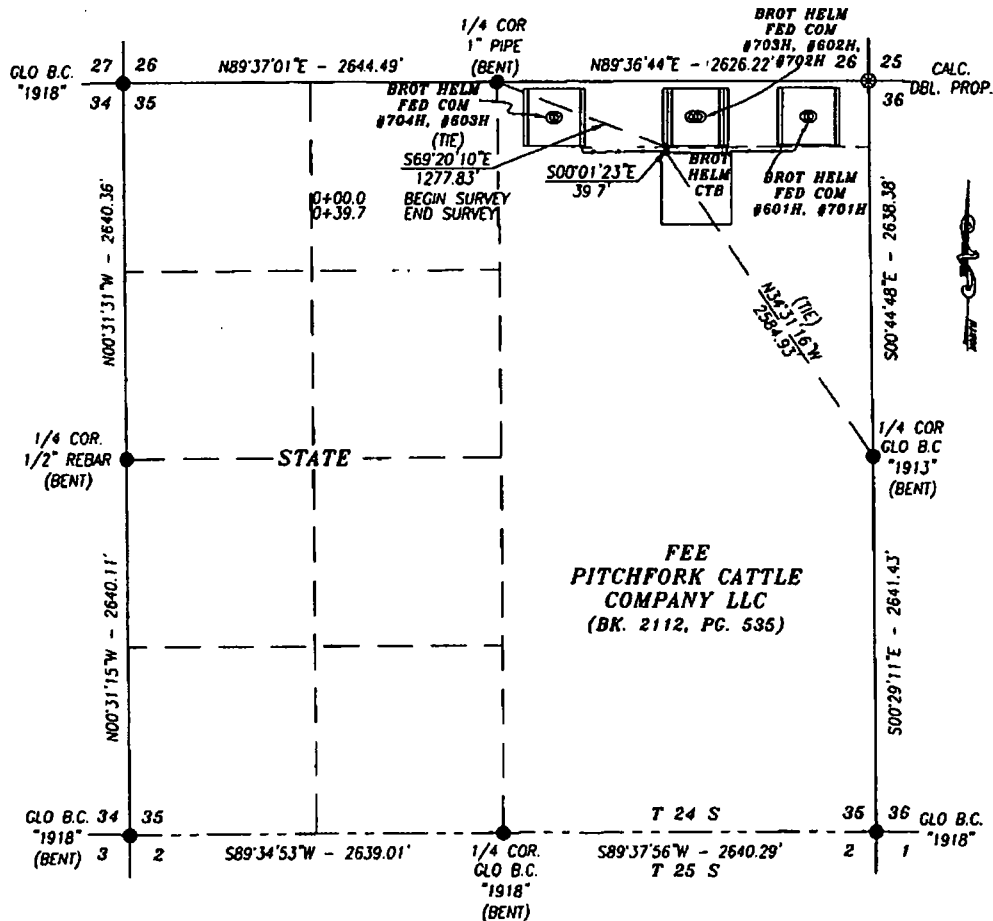 BROT HELM
FED COM
#703H, #602H,
#702H
1/4 COR
1" PIPE
(BENT)
GLO B.C.
"1918"
27 26
34 35
N89°37'01"E - 2644.49'
N89°36'44"E - 2626.22'
26 25
36
CALC.
DBL. PROP.
BROT HELM
FED COM
#704H, #603H
(TIE)
S69°20'10"E
1277.83'
S00°01'23"E
39 7'
BROT
HELM
CTB
BROT HELM
FED COM
#601H, #701H
0+00.0 BEGIN SURVEY
0+39.7 END SURVEY
N00°31'31"W - 2640.36'
S00°44'48"E - 2638.38'
(TIE)
N34°31'16"W
2584.93'
1/4 COR.
1/2" REBAR
(BENT)
STATE
1/4 COR
GLO B.C
"1913"
(BENT)
FEE
PITCHFORK CATTLE
COMPANY LLC
(BK. 2112, PG. 535)
N00°31'15"W - 2640.11'
S00°29'11"E - 2641.43'
GLO B.C.
"1918"
(BENT)
34 35
3 2
T 24 S
35 36
2 1
GLO B.C.
"1918"
S89°34'53"W - 2639.01'
1/4 COR.
GLO B.C.
"1918"
(BENT)
S89°37'56"W - 2640.29'
T 25 S